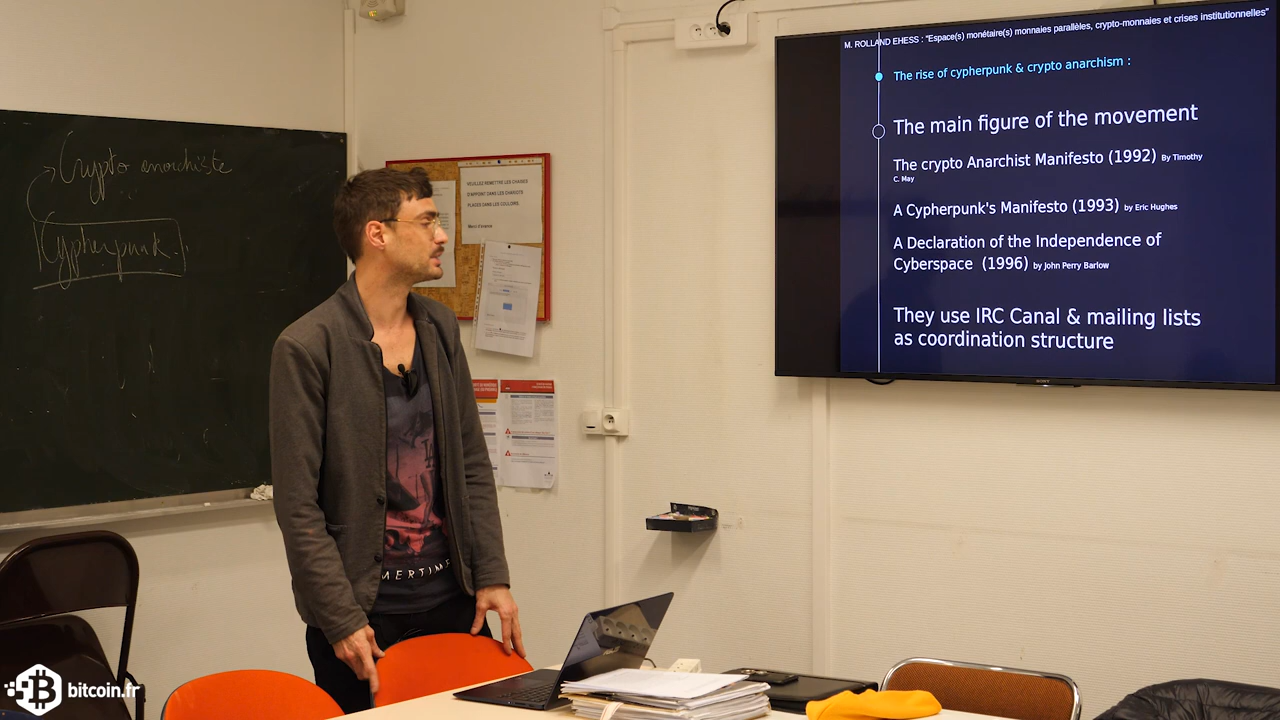 Crypto anarchiste
Cypherpunk.
VEUILLEZ REMETTRE LES CHAISES
D'APPOINT DANS LES CHARIOTS
PLACES DANS LES COULOIRS.
M. ROLLAND EHESS : "Espace(s) monétaire(s) monnaies parallèles, crypto-monnaies et crises institutionnelles"
The rise of cypherpunk & crypto anarchism :
The main figure of the movement
The crypto Anarchist Manifesto (1992) By Timothy
C. May
A Cypherpunk's Manifesto (1993) by Eric Hughes
A Declaration of the Independence of
Cyberspace (1996) by John Perry Barlow
They use IRC Canal & mailing lists
as coordination structure
SONY
MERTIME
bitcoin.fr